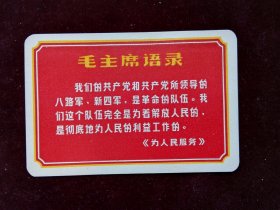 毛主席语录
我们的共产党和共产党所领导的
八路军、新四军，是革命的队伍。我
们这个队伍完全是为着解放人民的，
是彻底地为人民的利益工作的。
《为人民服务》